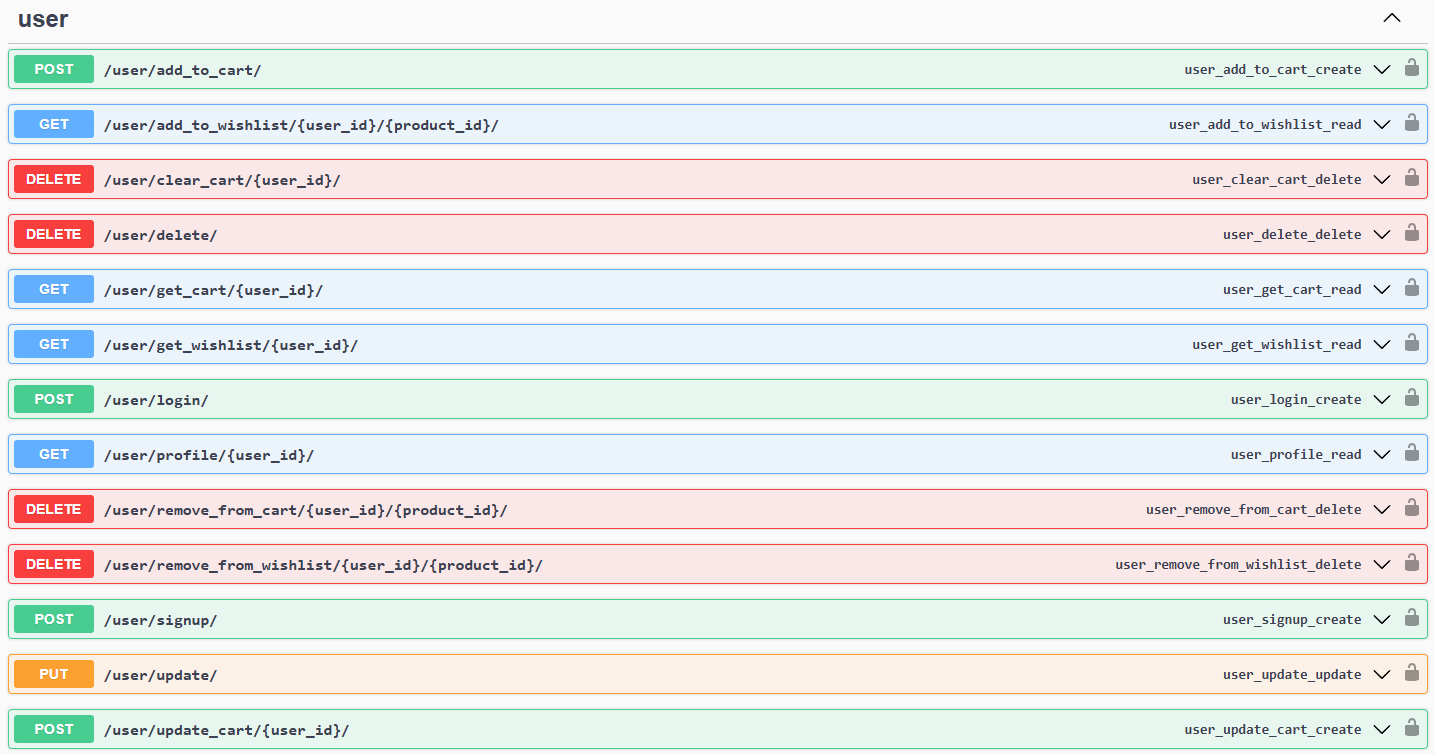 user
POST /user/add_to_cart/ user_add_to_cart_create
GET /user/add_to_wishlist/{user_id}/{product_id}/ user_add_to_wishlist_read
DELETE /user/clear_cart/{user_id}/ user_clear_cart_delete
DELETE /user/delete/ user_delete_delete
GET /user/get_cart/{user_id}/ user_get_cart_read
GET /user/get_wishlist/{user_id}/ user_get_wishlist_read
POST /user/login/ user_login_create
GET /user/profile/{user_id}/ user_profile_read
DELETE /user/remove_from_cart/{user_id}/{product_id}/ user_remove_from_cart_delete
DELETE /user/remove_from_wishlist/{user_id}/{product_id}/ user_remove_from_wishlist_delete
POST /user/signup/ user_signup_create
PUT /user/update/ user_update_update
POST /user/update_cart/{user_id}/ user_update_cart_create